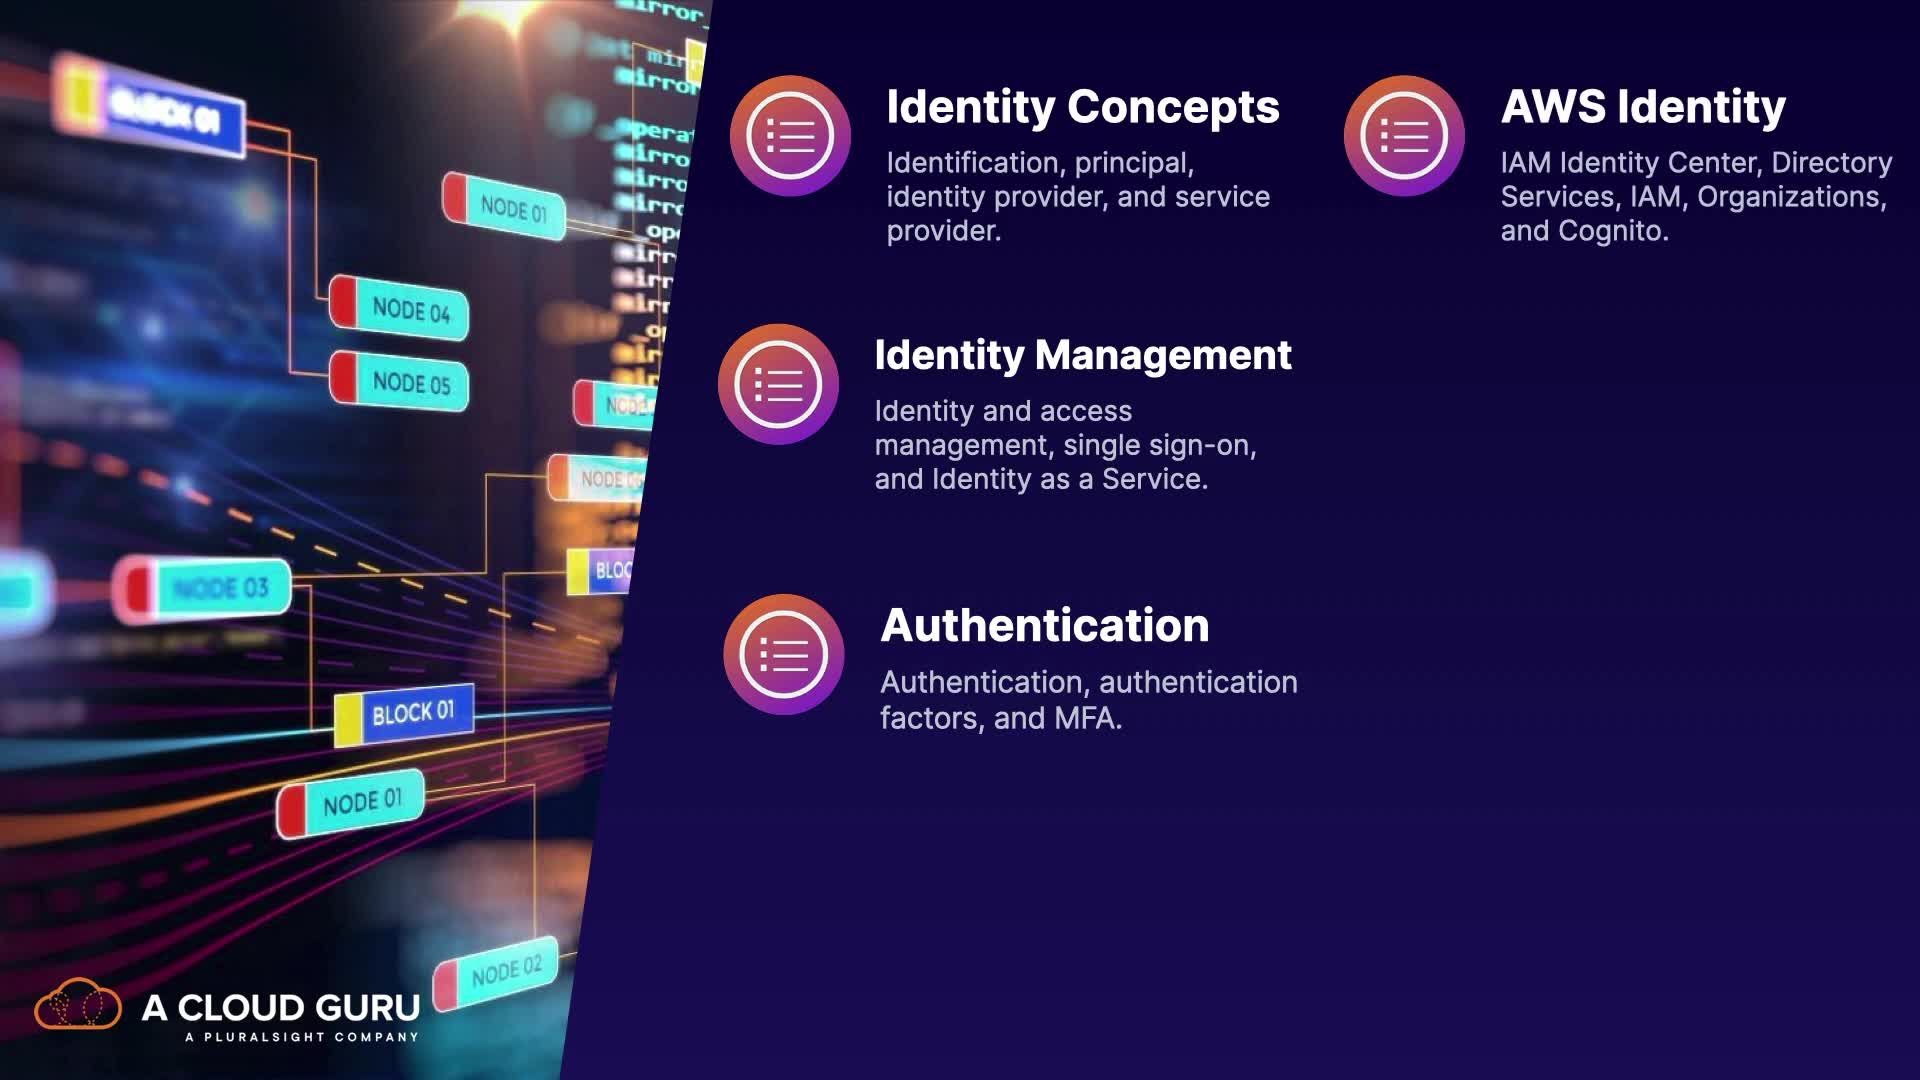 Identity Concepts
Identification, principal,
identity provider, and service
provider.
AWS Identity
IAM Identity Center, Directory
Services, IAM, Organizations,
and Cognito.
Identity Management
Identity and access
management, single sign-on,
and Identity as a Service.
Authentication
Authentication, authentication
factors, and MFA.
BLOCK 01
NODE 01
NODE 04
NODE 05
NODE 03
BLOCK 01
NODE 01
NODE 02
A CLOUD GURU
A PLURALSIGHT COMPANY